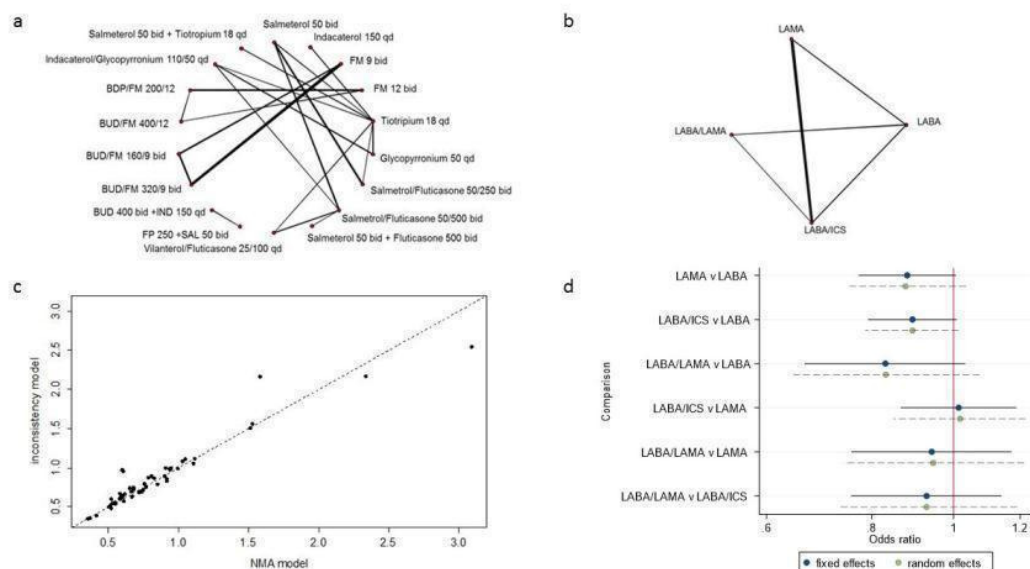 a
Salmeterol 50 bid
Salmeterol 50 bid + Tiotropium 18 qd
Indacaterol 150 qd
Indacaterol/Glycopyrronium 110/50 qd
FM 9 bid
BDP/FM 200/12
FM 12 bid
BUD/FM 400/12
Tiotripium 18 qd
BUD/FM 160/9 bid
Glycopyrronium 50 qd
BUD/FM 320/9 bid
Salmetrol/Fluticasone 50/250 bid
BUD 400 bid +IND 150 qd
Salmetrol/Fluticasone 50/500 bid
FP 250 +SAL 50 bid
Salmeterol 50 bid + Fluticasone 500 bid
Vilanterol/Fluticasone 25/100 qd
b
LAMA
LABA
LABA/LAMA
LABA/ICS
c
inconsistency model
3.0
2.5
2.0
1.5
1.0
0.5
0.5 1.0 1.5 2.0 2.5 3.0
NMA model
d
Comparison
LAMA v LABA
LABA/ICS v LABA
LABA/LAMA v LABA
LABA/ICS v LAMA
LABA/LAMA v LAMA
LABA/LAMA v LABA/ICS
.6 .8 1 1.2
Odds ratio
fixed effects random effects